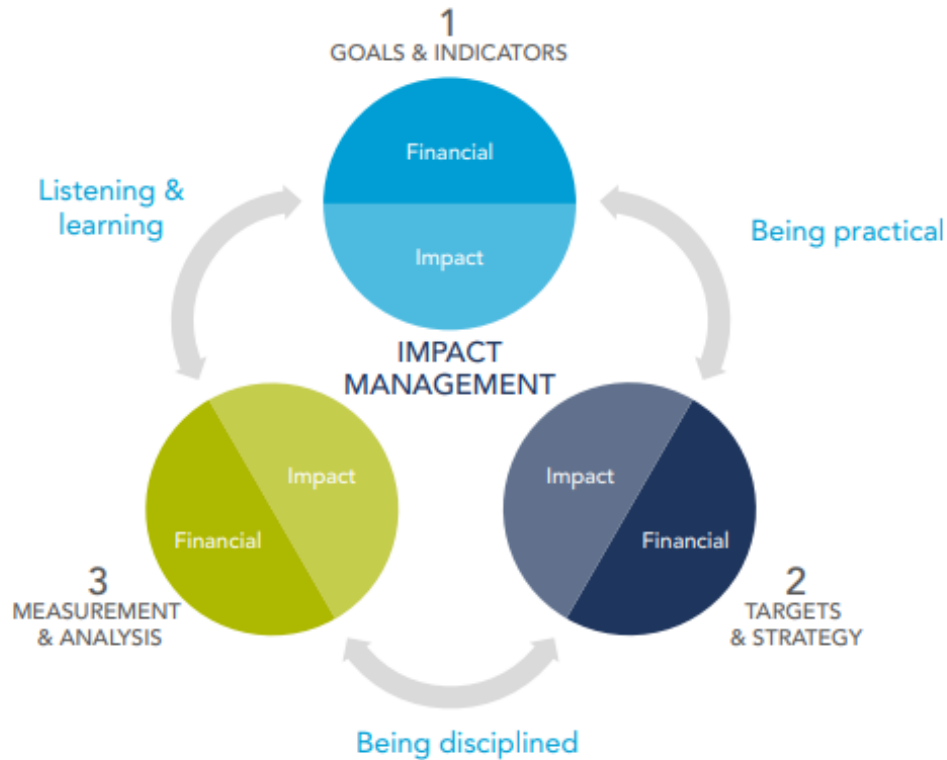 1
GOALS & INDICATORS
Financial
Impact
Listening &
learning
Being practical
IMPACT
MANAGEMENT
Impact
Financial
3
MEASUREMENT
& ANALYSIS
Impact
Financial
2
TARGETS
& STRATEGY
Being disciplined